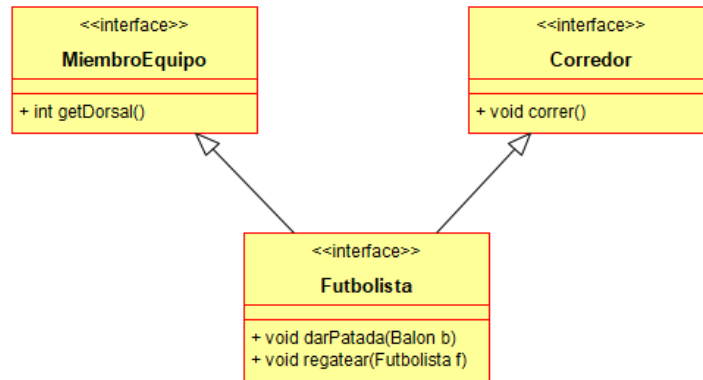 <<interface>>
MiembroEquipo
+ int getDorsal()
<<interface>>
Corredor
+ void correr()
<<interface>>
Futbolista
+ void darPatada(Balon b)
+ void regatear(Futbolista f)